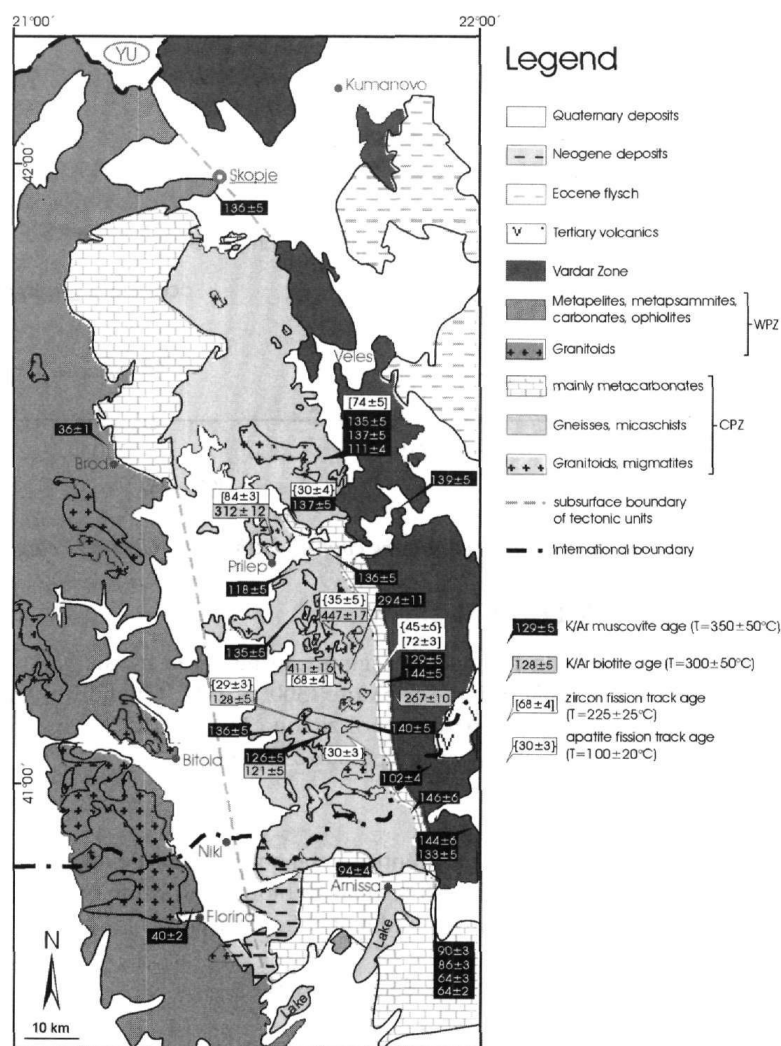 21°00´
22°00´
YU
Kumanovo
42°00´
Skopje
136±5
Veles
[74±5]
135±5
137±5
111±4
36±1
Brod
139±5
{30±4}
137±5
[84±3]
312±12
Prilep
136±5
118±5
{35±5}
447±17
294±11
{45±6}
[72±3]
129±5
144±5
135±5
411±16
[68±4]
267±10
{29±3}
128±5
136±5
140±5
126±5
121±5
{30±3}
Bitola
102±4
41°00´
146±6
Niki
144±6
133±5
94±4
Arnissa
Florina
40±2
Lake
90±3
86±3
64±3
64±2
Lake
N
10 km
Legend
Quaternary deposits
Neogene deposits
Eocene flysch
Tertiary volcanics
Vardar Zone
Metapelites, metapsammites,
carbonates, ophiolites
WPZ
Granitoids
mainly metacarbonates
Gneisses, micaschists
CPZ
Granitoids, migmatites
subsurface boundary
of tectonic units
International boundary
129±5 K/Ar muscovite age (T=350±50°C)
128±5 K/Ar biotite age (T=300±50°C)
[68±4] zircon fission track age
(T=225±25°C)
{30±3} apatite fission track age
(T=100±20°C)